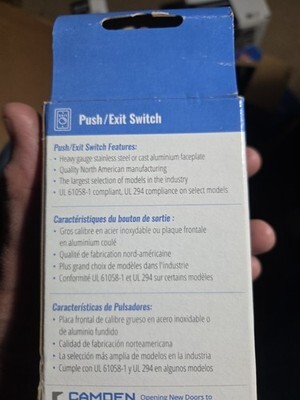 Push/Exit Switch
Push/Exit Switch Features:
• Heavy gauge stainless steel or cast aluminum faceplate
• Quality North American manufacturing
• The largest selection of models in the industry
• UL 61058-1 compliant, UL 294 compliance on select models
Caractéristiques du bouton de sortie :
• Gros calibre en acier inoxydable ou plaque frontale
en aluminium coulé
• Qualité de fabrication nord-américaine
• Plus grand choix de modèles dans l'industrie
• Conformité UL 61058-1 et UL 294 sur certains modèles
Características de Pulsadores:
• Placa frontal de calibre grueso en acero inoxidable o
de aluminio fundido
• Calidad de fabricación norteamericana
• La selección más amplia de modelos en la industria
• Cumple con UL 61058-1 y UL 294 en algunos modelos
CAMDEN Opening New Doors to